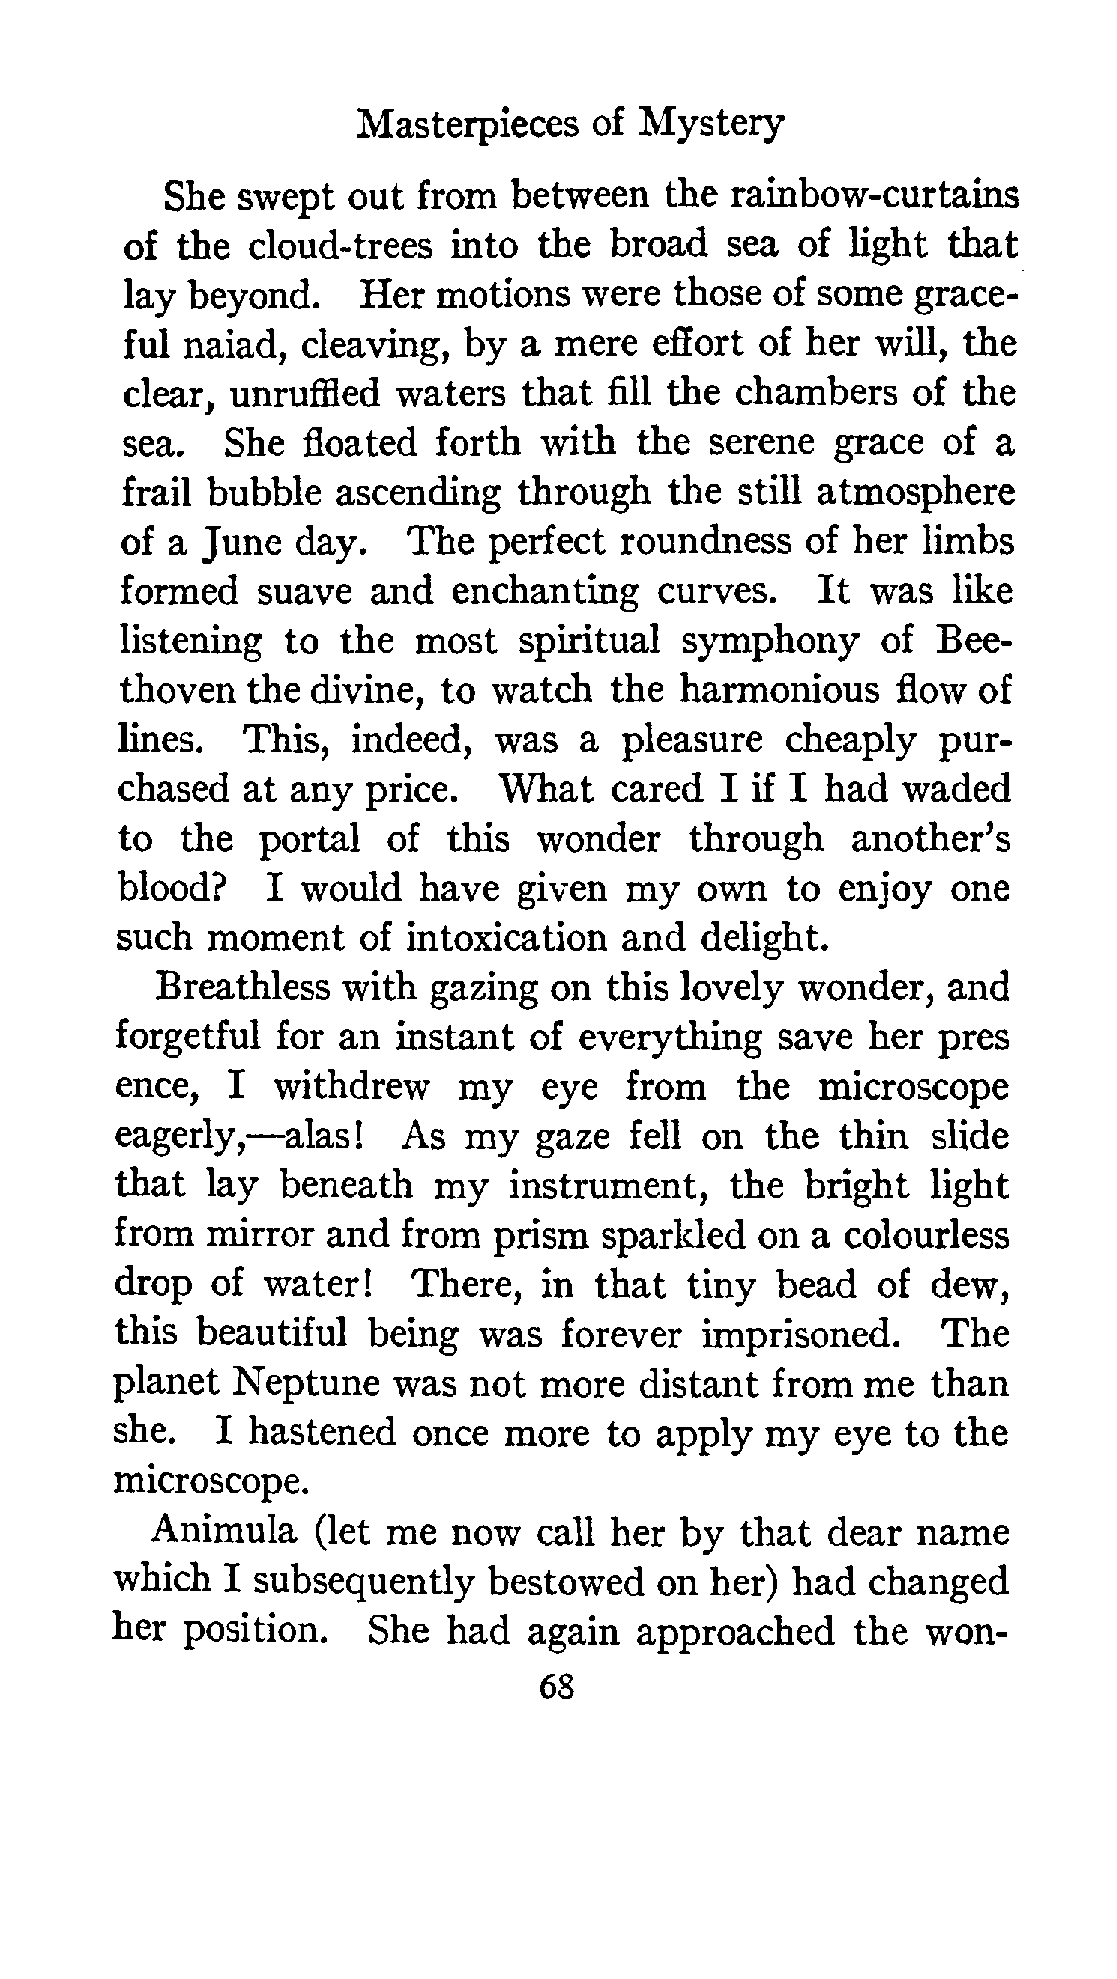 Masterpieces of Mystery
She swept out from between the rainbow-curtains
of the cloud-trees into the broad sea of light that
lay beyond. Her motions were those of some grace-
ful naiad, cleaving, by a mere effort of her will, the
clear, unruffled waters that fill the chambers of the
sea. She floated forth with the serene grace of a
frail bubble ascending through the still atmosphere
of a June day. The perfect roundness of her limbs
formed suave and enchanting curves. It was like
listening to the most spiritual symphony of Bee-
thoven the divine, to watch the harmonious flow of
lines. This, indeed, was a pleasure cheaply pur-
chased at any price. What cared I if I had waded
to the portal of this wonder through another's
blood? I would have given my own to enjoy one
such moment of intoxication and delight.
Breathless with gazing on this lovely wonder, and
forgetful for an instant of everything save her pres
ence, I withdrew my eye from the microscope
eagerly,—alas! As my gaze fell on the thin slide
that lay beneath my instrument, the bright light
from mirror and from prism sparkled on a colourless
drop of water! There, in that tiny bead of dew,
this beautiful being was forever imprisoned. The
planet Neptune was not more distant from me than
she. I hastened once more to apply my eye to the
microscope.
Animula (let me now call her by that dear name
which I subsequently bestowed on her) had changed
her position. She had again approached the won-
68